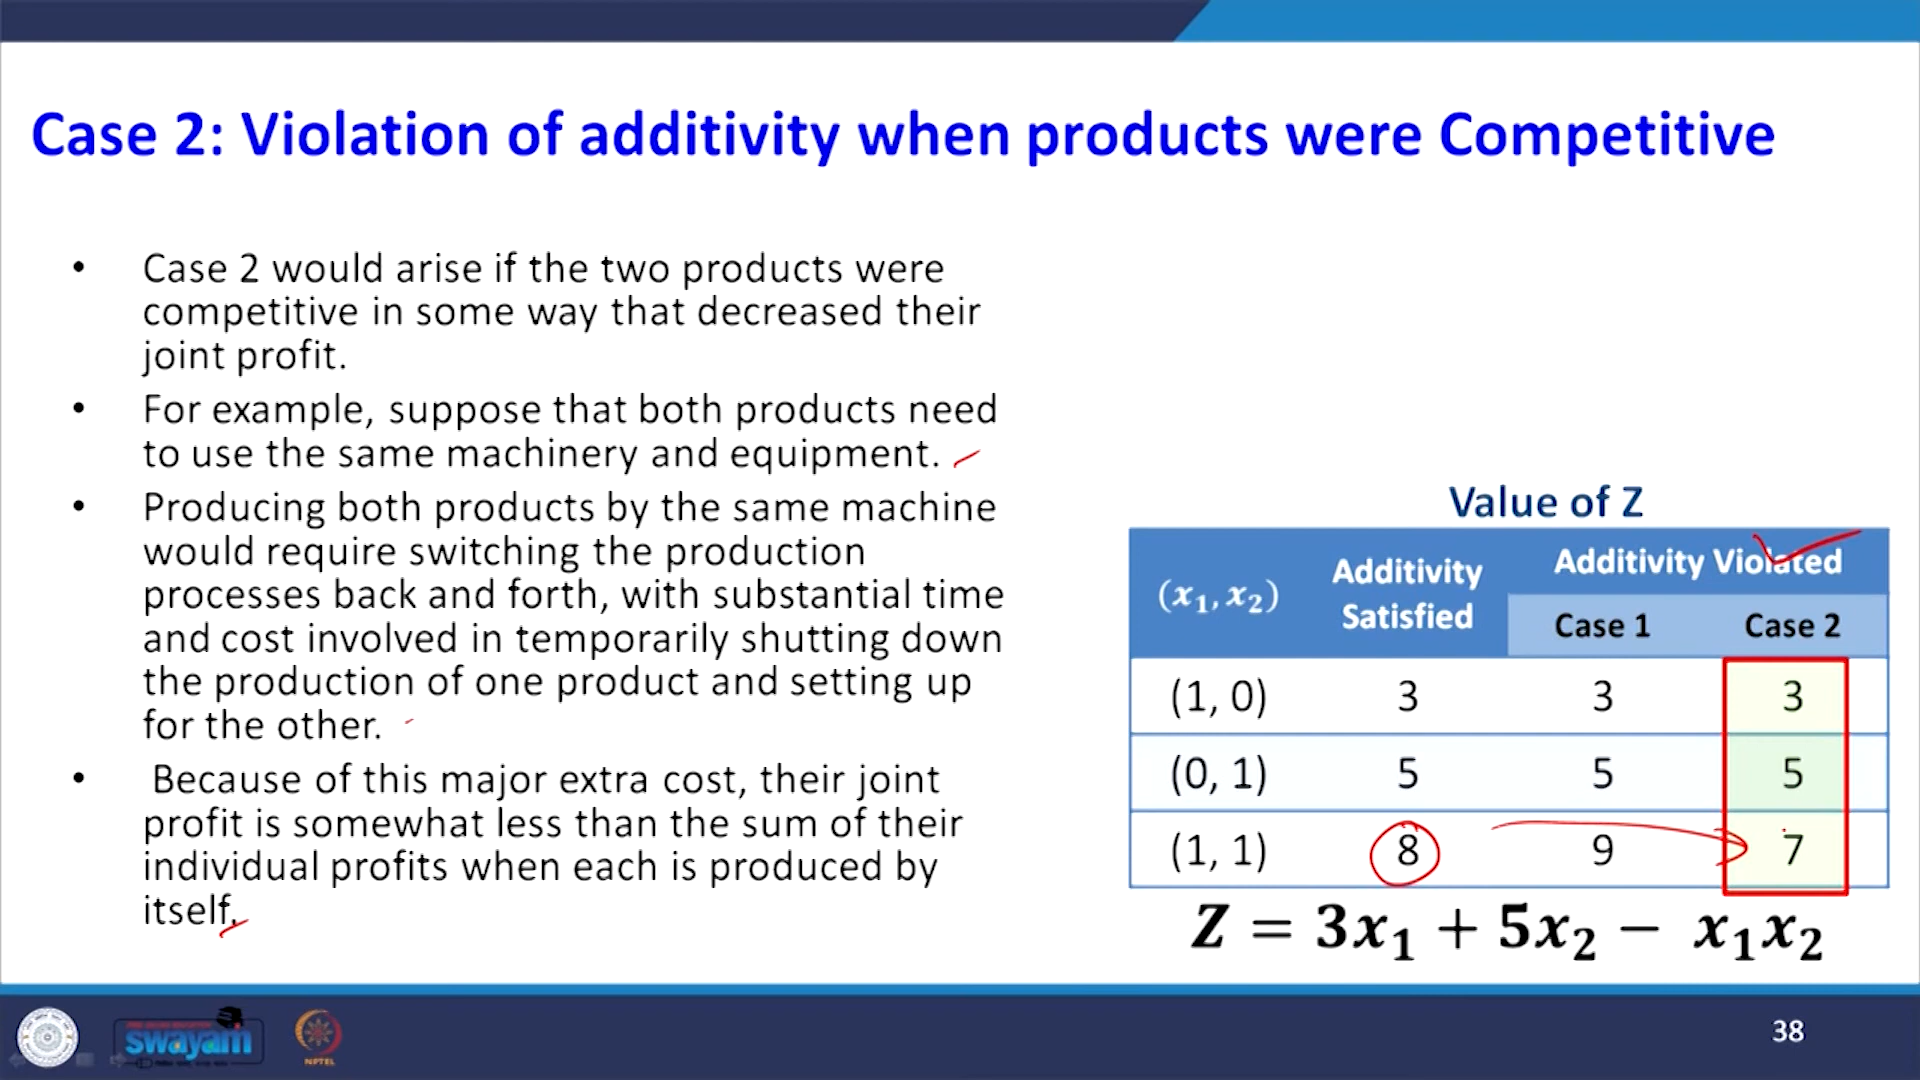 Case 2: Violation of additivity when products were Competitive
• Case 2 would arise if the two products were
competitive in some way that decreased their
joint profit.
• For example, suppose that both products need
to use the same machinery and equipment.
• Producing both products by the same machine
would require switching the production
processes back and forth, with substantial time
and cost involved in temporarily shutting down
the production of one product and setting up
for the other.
• Because of this major extra cost, their joint
profit is somewhat less than the sum of their
individual profits when each is produced by
itself.
Value of Z
(x₁, x₂) Additivity Satisfied Additivity Violated
Case 1 Case 2
(1, 0) 3 3 3
(0, 1) 5 5 5
(1, 1) 8 9 7
Z = 3x₁ + 5x₂ − x₁x₂
swayam
NPTEL
38